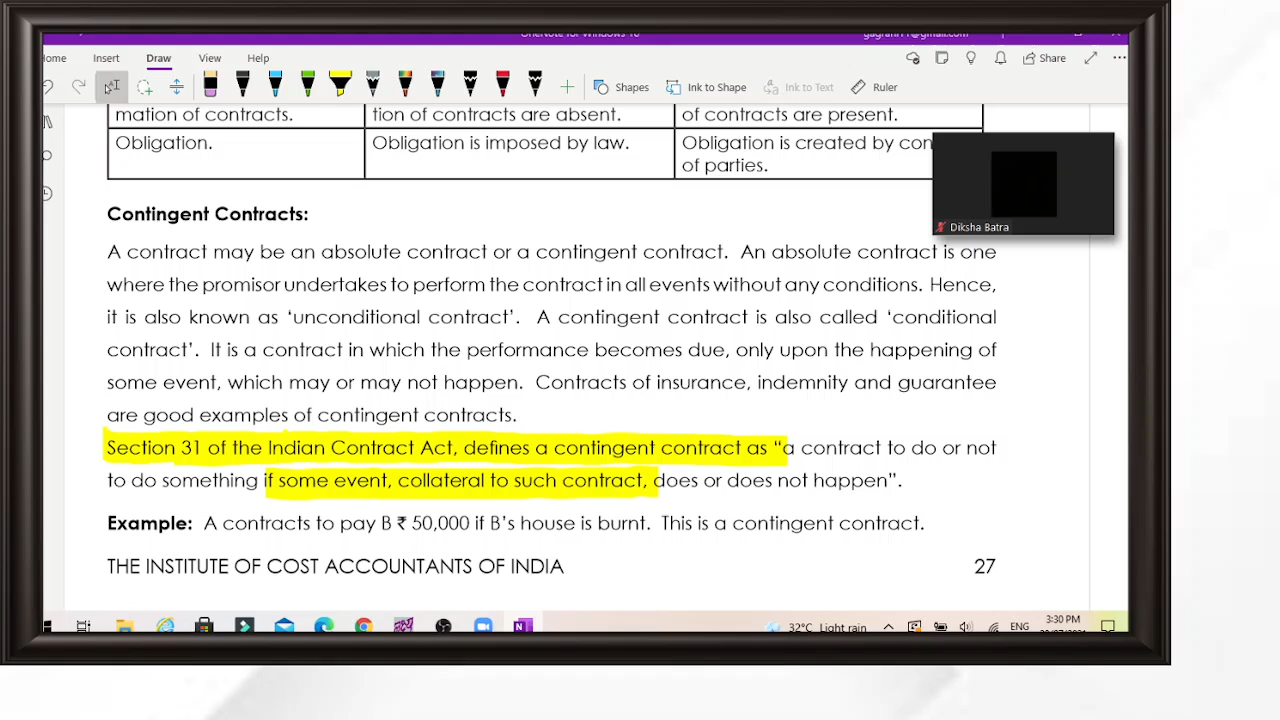 ome Insert Draw View Help
Share
Shapes Ink to Shape Ink to Text Ruler
mation of contracts. tion of contracts are absent. of contracts are present.
Obligation. Obligation is imposed by law. Obligation is created by con
of parties.
Diksha Batra
Contingent Contracts:
A contract may be an absolute contract or a contingent contract. An absolute contract is one
where the promisor undertakes to perform the contract in all events without any conditions. Hence,
it is also known as ‘unconditional contract’. A contingent contract is also called ‘conditional
contract’. It is a contract in which the performance becomes due, only upon the happening of
some event, which may or may not happen. Contracts of insurance, indemnity and guarantee
are good examples of contingent contracts.
Section 31 of the Indian Contract Act, defines a contingent contract as “a contract to do or not
to do something if some event, collateral to such contract, does or does not happen”.
Example: A contracts to pay B ₹ 50,000 if B’s house is burnt. This is a contingent contract.
THE INSTITUTE OF COST ACCOUNTANTS OF INDIA 27
32°C Light rain ENG 3:30 PM